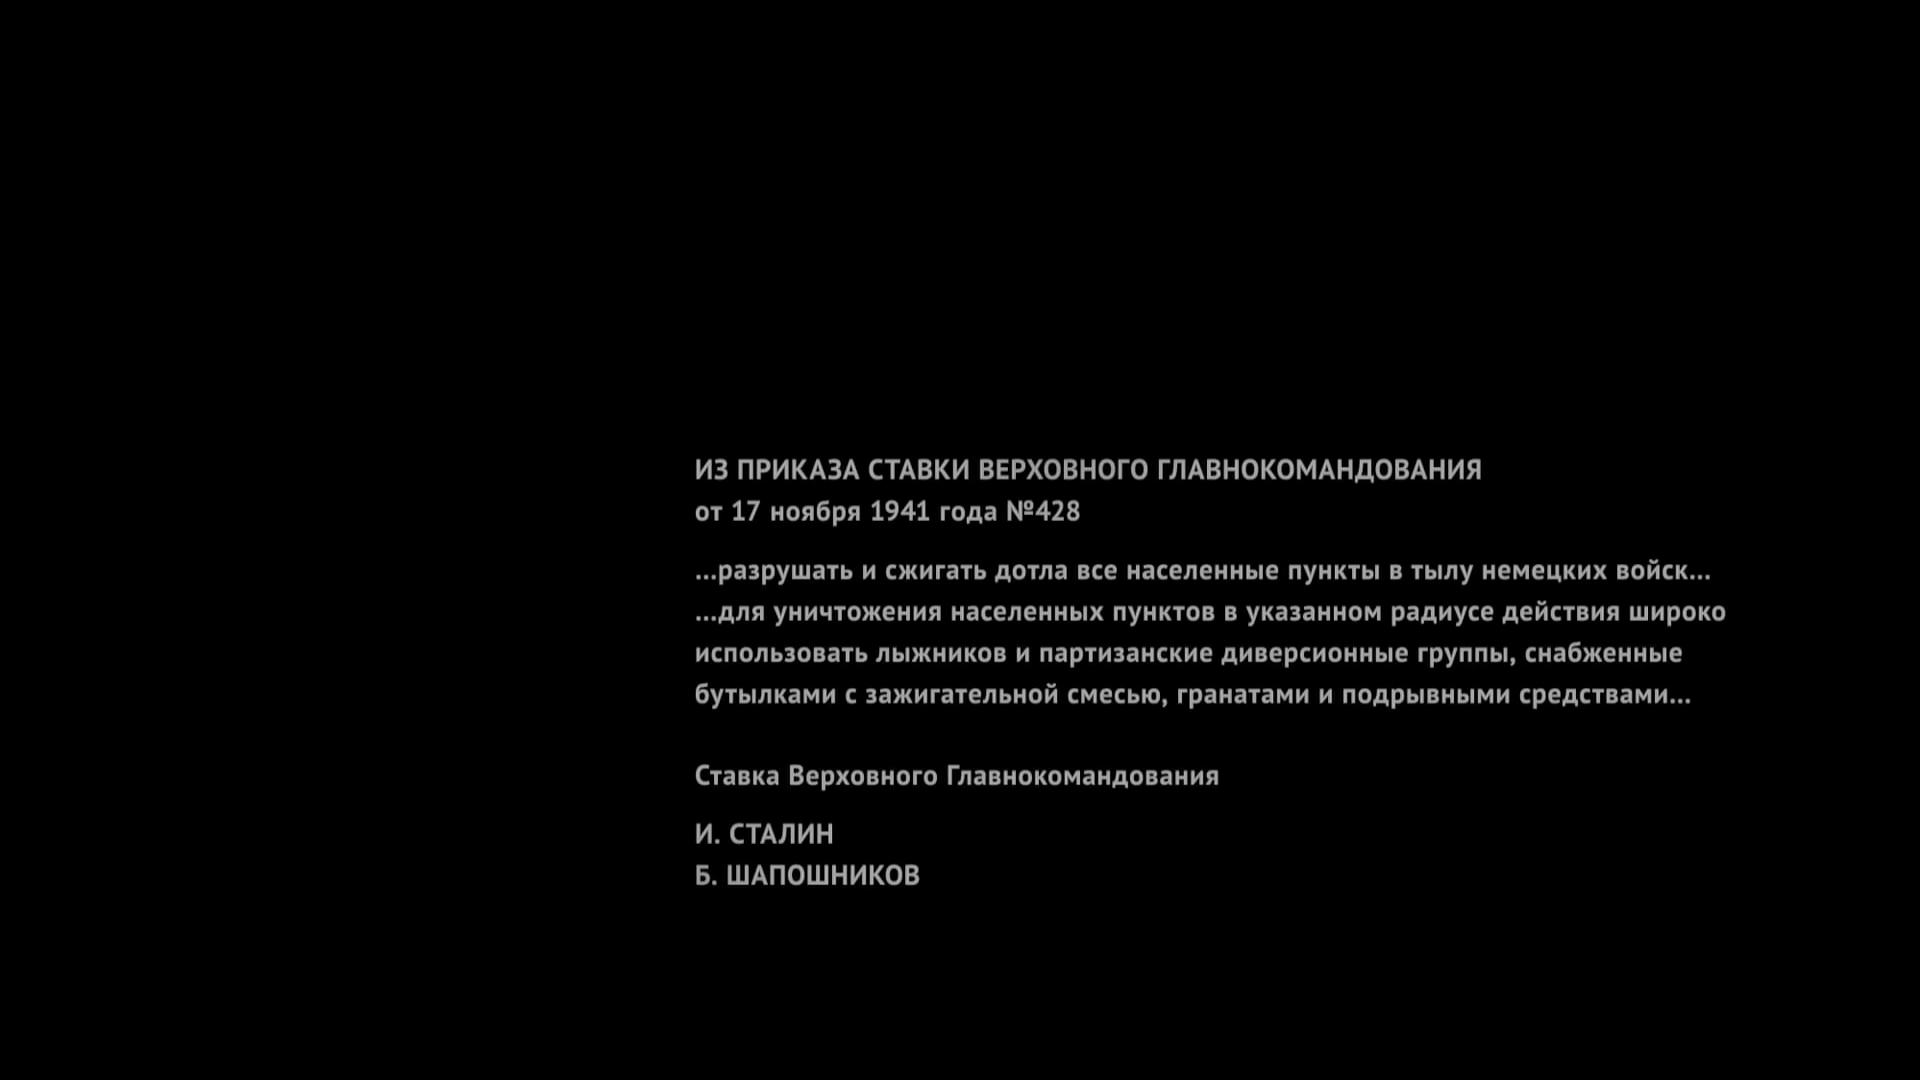 ИЗ ПРИКАЗА СТАВКИ ВЕРХОВНОГО ГЛАВНОКОМАНДОВАНИЯ
от 17 ноября 1941 года №428
...разрушать и сжигать дотла все населенные пункты в тылу немецких войск...
...для уничтожения населенных пунктов в указанном радиусе действия широко
использовать лыжников и партизанские диверсионные группы, снабженные
бутылками с зажигательной смесью, гранатами и подрывными средствами...
Ставка Верховного Главнокомандования
И. СТАЛИН
Б. ШАПОШНИКОВ